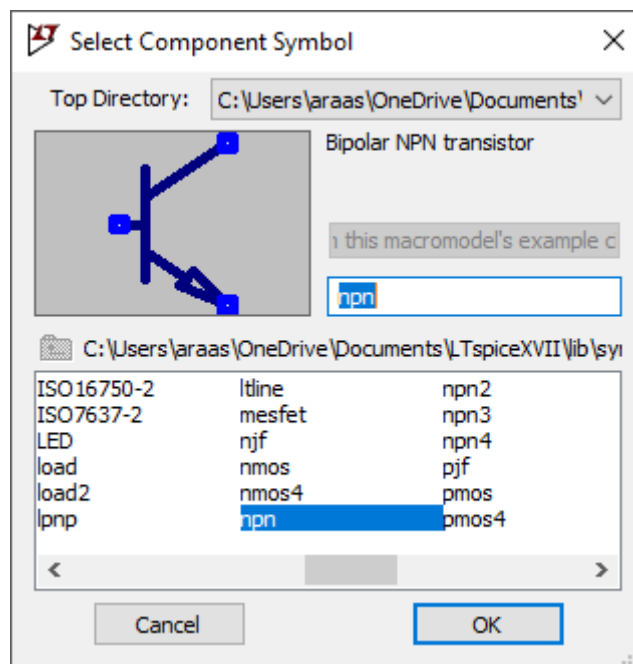 Select Component Symbol
Top Directory: C:\Users\araas\OneDrive\Documents\
Bipolar NPN transistor
this macromodel's example c
npn
C:\Users\araas\OneDrive\Documents\LTspiceXVII\lib\syn
ISO16750-2 ltline npn2
ISO7637-2 mesfet npn3
LED njf npn4
load nmos pjf
load2 nmos4 pmos
lpnp npn pmos4
Cancel OK